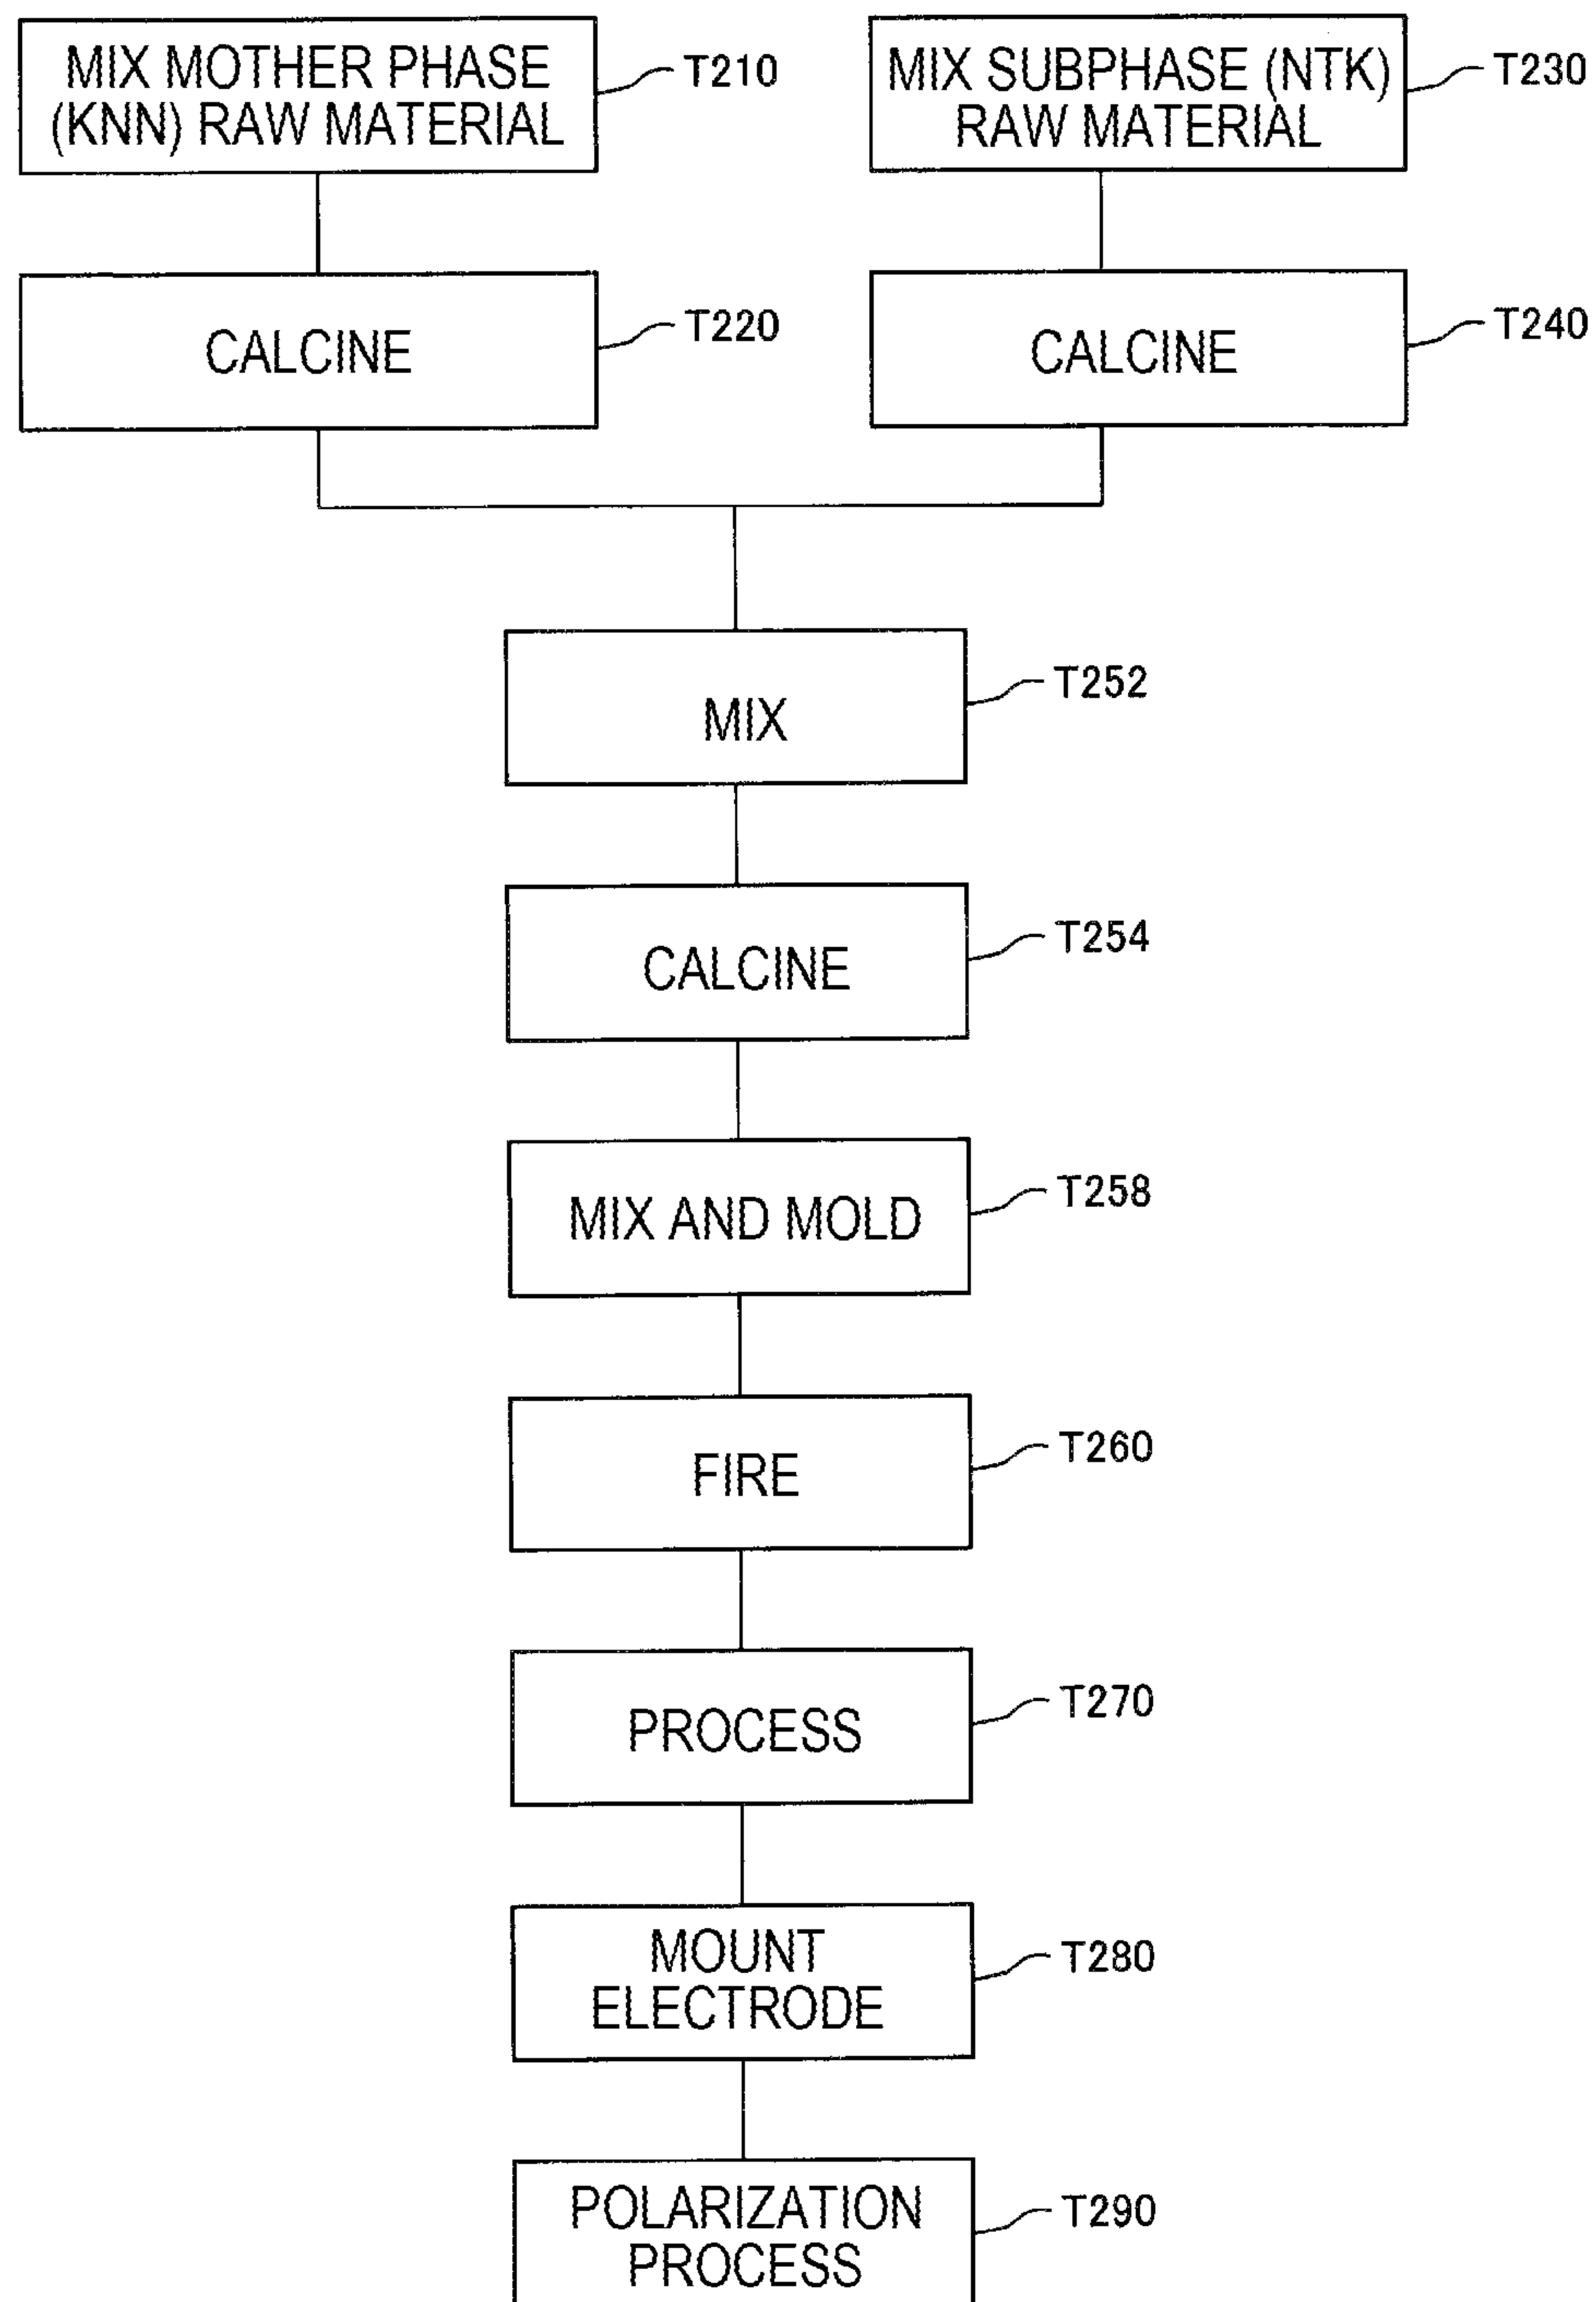 MIX MOTHER PHASE
(KNN) RAW MATERIAL
T210
MIX SUBPHASE (NTK)
RAW MATERIAL
T230
CALCINE
T220
CALCINE
T240
MIX
T252
CALCINE
T254
MIX AND MOLD
T258
FIRE
T260
PROCESS
T270
MOUNT
ELECTRODE
T280
POLARIZATION
PROCESS
T290